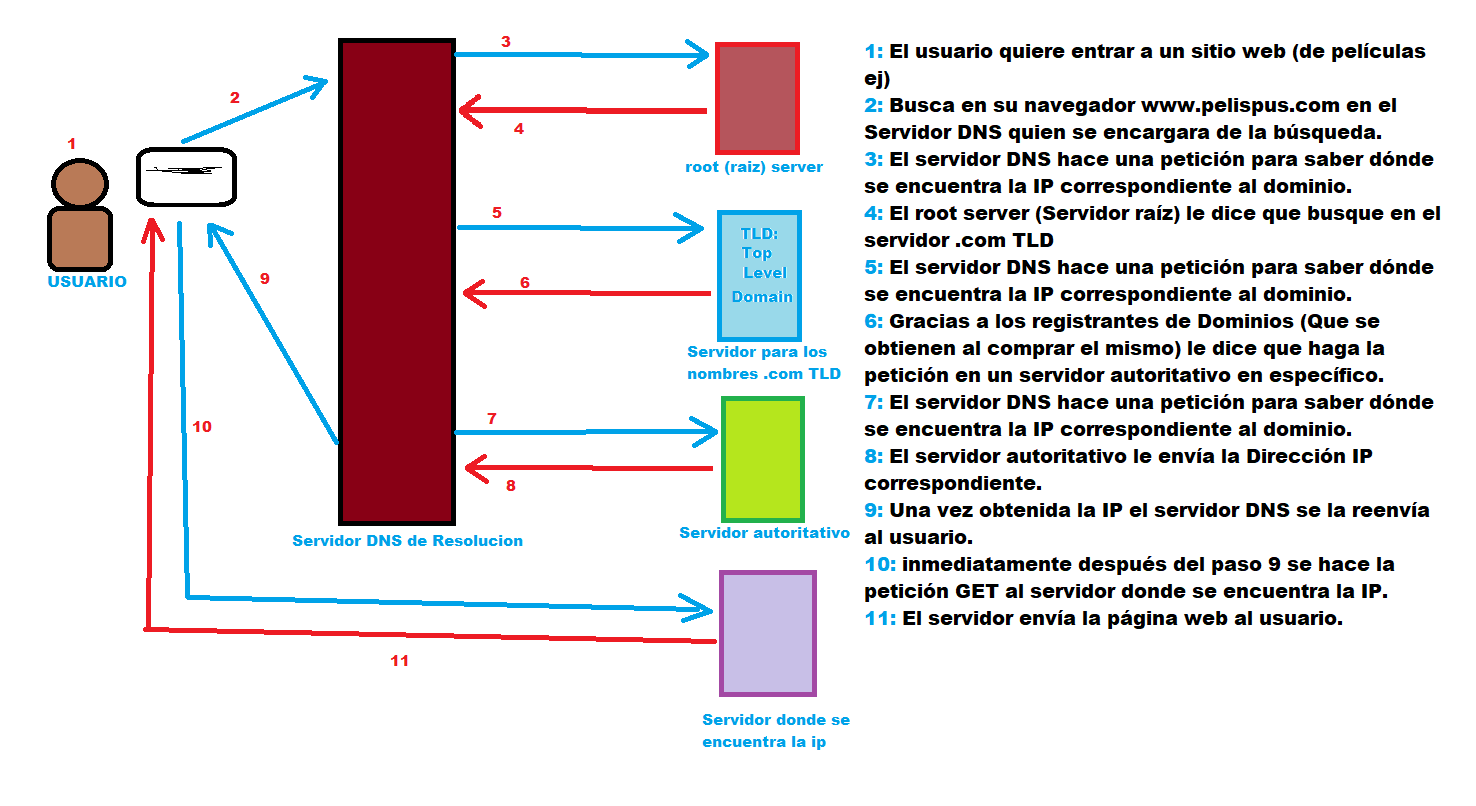 1
USUARIO
2
9
10
11
Servidor DNS de Resolucion
3
4
root (raiz) server
5
6
TLD:
Top
Level
Domain
Servidor para los
nombres .com TLD
7
8
Servidor autoritativo
Servidor donde se
encuentra la ip
1: El usuario quiere entrar a un sitio web (de películas
ej)
2: Busca en su navegador www.pelispus.com en el
Servidor DNS quien se encargara de la búsqueda.
3: El servidor DNS hace una petición para saber dónde
se encuentra la IP correspondiente al dominio.
4: El root server (Servidor raíz) le dice que busque en el
servidor .com TLD
5: El servidor DNS hace una petición para saber dónde
se encuentra la IP correspondiente al dominio.
6: Gracias a los registrantes de Dominios (Que se
obtienen al comprar el mismo) le dice que haga la
petición en un servidor autoritativo en específico.
7: El servidor DNS hace una petición para saber dónde
se encuentra la IP correspondiente al dominio.
8: El servidor autoritativo le envía la Dirección IP
correspondiente.
9: Una vez obtenida la IP el servidor DNS se la reenvía
al usuario.
10: inmediatamente después del paso 9 se hace la
petición GET al servidor donde se encuentra la IP.
11: El servidor envía la página web al usuario.